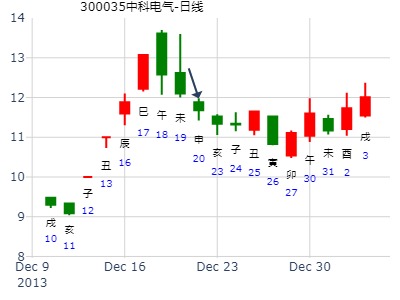 300035中科电气-日线
14
13
12
11
10
9
8
戌
10
亥
11
子
12
丑
13
辰
16
巳
17
午
18
未
19
申
20
亥
23
子
24
丑
25
寅
26
卯
27
午
30
未
31
酉
2
戌
3
Dec 9
2013
Dec 16
Dec 23
Dec 30